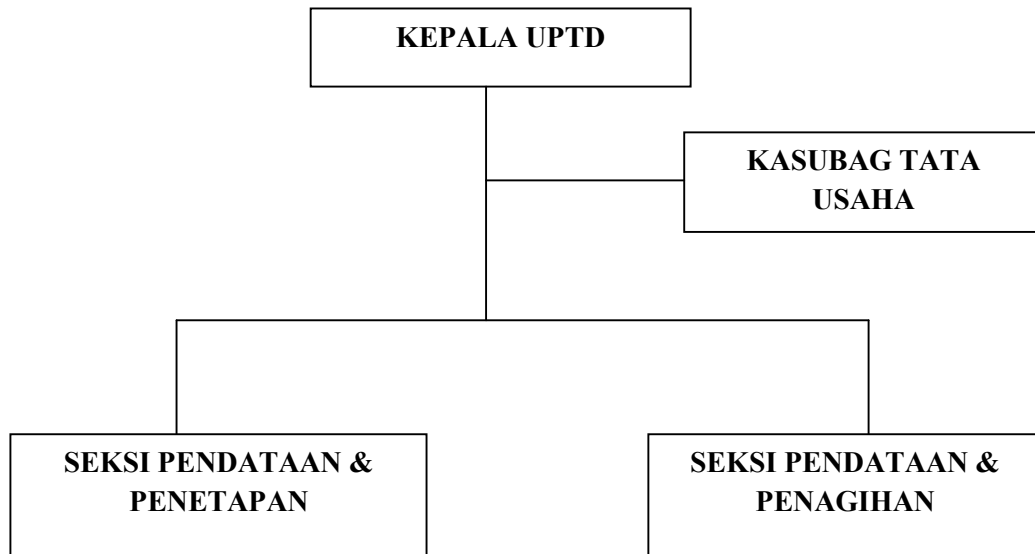 KEPALA UPTD
KASUBAG TATA
USAHA
SEKSI PENDATAAN &
PENETAPAN
SEKSI PENDATAAN &
PENAGIHAN